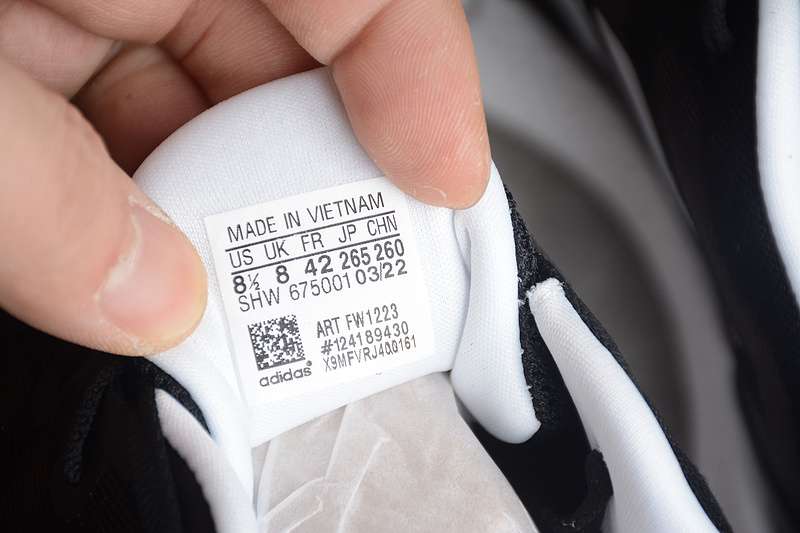 MADE IN VIETNAM
US UK FR JP CHN
8½ 8 42 265 260
SHW 675001 03/22
ART FW1223
#124189430
X9MFVRJ400161
adidas®